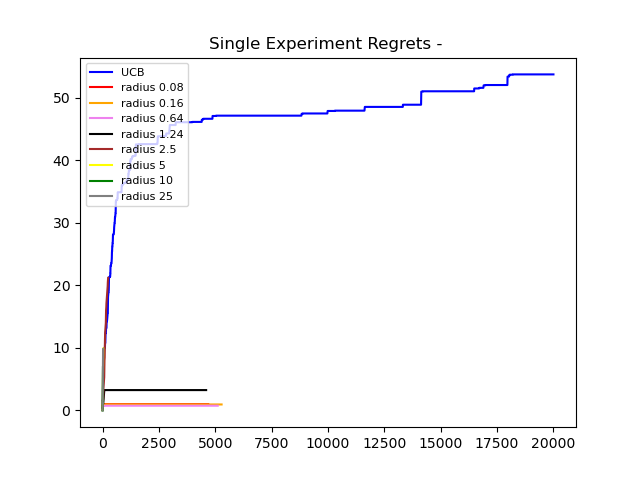 Single Experiment Regrets -
UCB
radius 0.08
radius 0.16
radius 0.64
radius 1.24
radius 2.5
radius 5
radius 10
radius 25
50
40
30
20
10
0
0 2500 5000 7500 10000 12500 15000 17500 20000